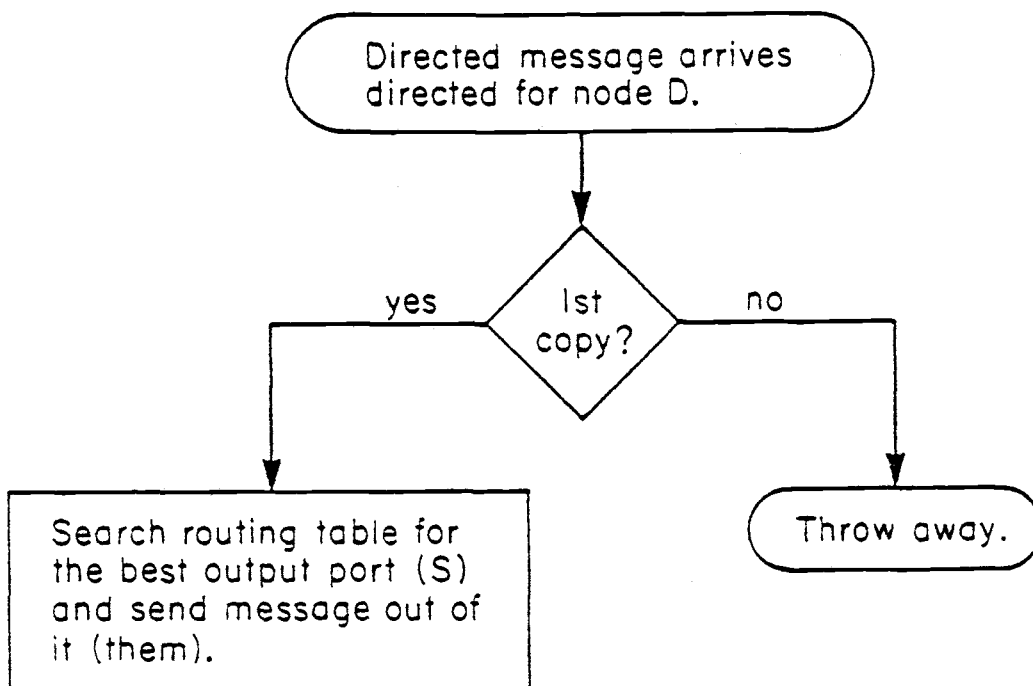 Directed message arrives
directed for node D.
1st
copy?
yes
no
Search routing table for
the best output port (S)
and send message out of
it (them).
Throw away.